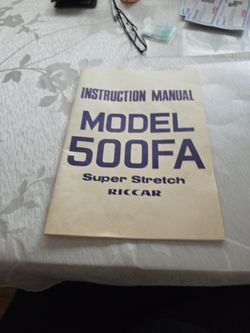 INSTRUCTION MANUAL
MODEL
500FA
Super Stretch
RICCAR